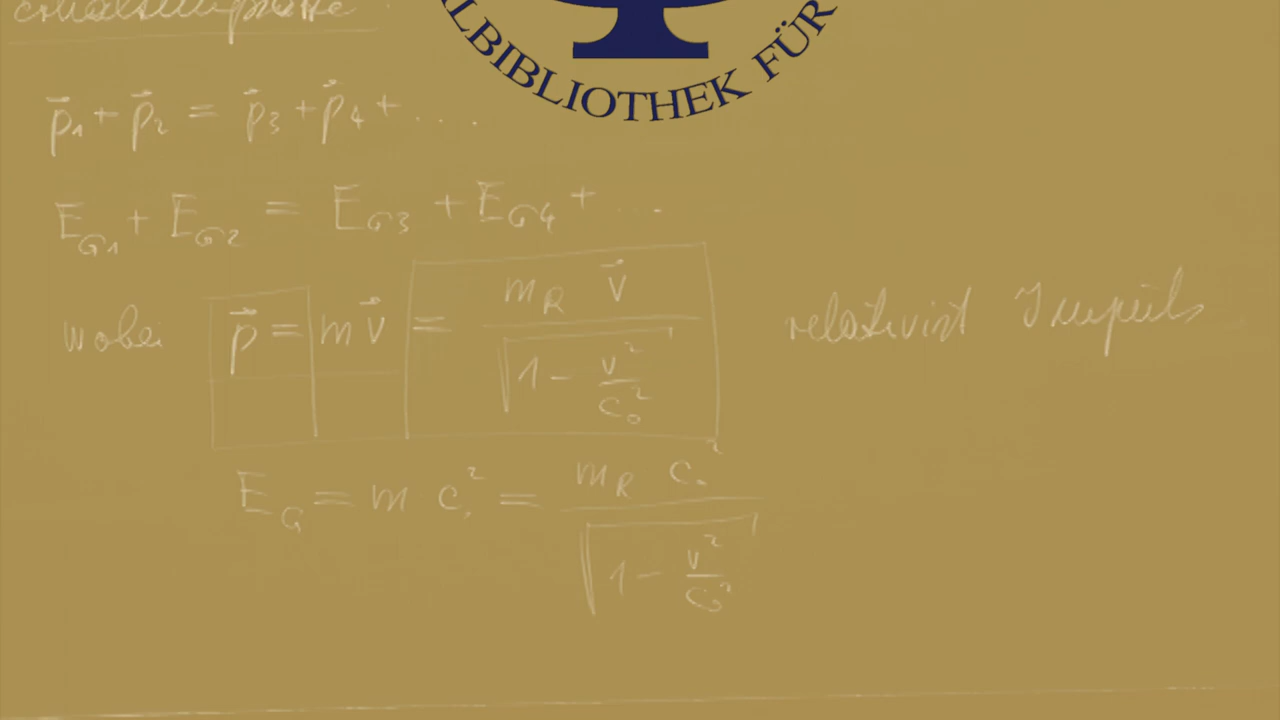 ALBIBLIOTHEK FÜR
p⃗₁ + p⃗₂ = p⃗₃ + p⃗₄ + ....
E_G1 + E_G2 = E_G3 + E_G4 + ...
wobei p⃗ = m v⃗ = m_R v⃗ / √(1 - v²/c₀²) relativist Impuls
E_G = m c₀² = m_R c₀² / √(1 - v²/c₀²)